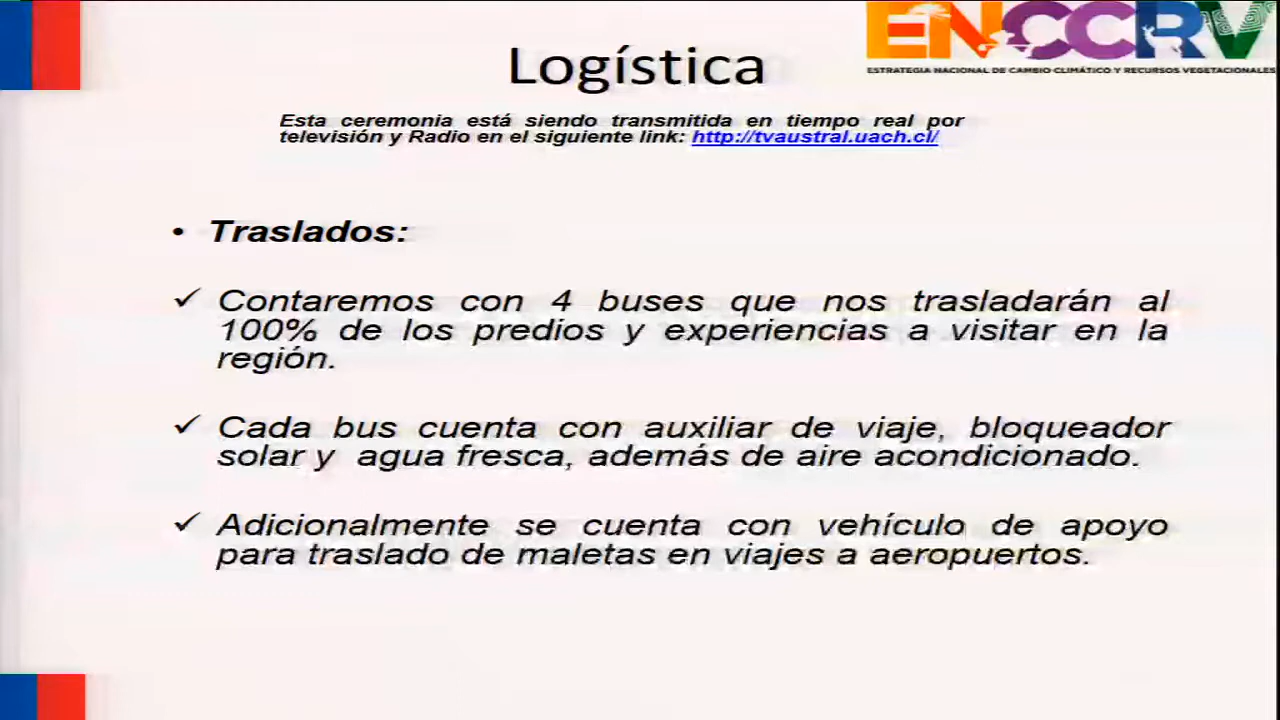 ENCCRV
ESTRATEGIA NACIONAL DE CAMBIO CLIMÁTICO Y RECURSOS VEGETACIONALES
Logística
Esta ceremonia está siendo transmitida en tiempo real por
televisión y Radio en el siguiente link: http://tvaustral.uach.cl/
• Traslados:
✓ Contaremos con 4 buses que nos trasladarán al
100% de los predios y experiencias a visitar en la
región.
✓ Cada bus cuenta con auxiliar de viaje, bloqueador
solar y agua fresca, además de aire acondicionado.
✓ Adicionalmente se cuenta con vehículo de apoyo
para traslado de maletas en viajes a aeropuertos.